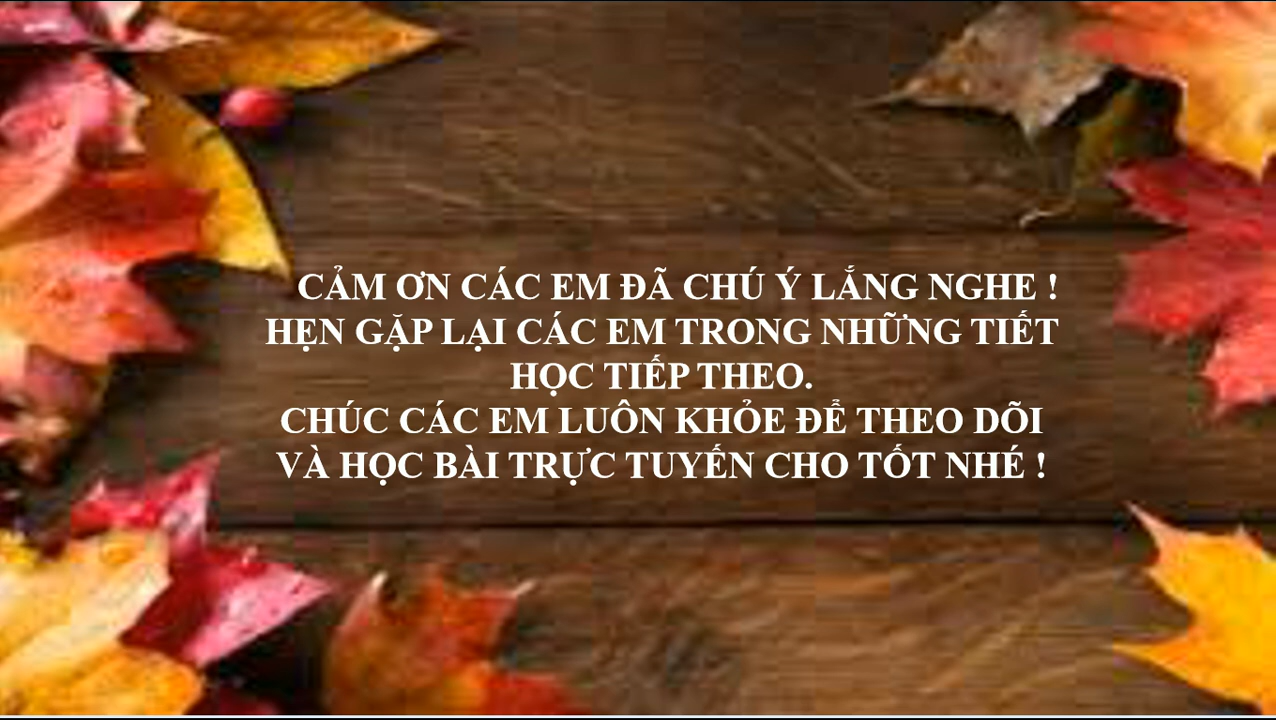 CẢM ƠN CÁC EM ĐÃ CHÚ Ý LẮNG NGHE !
HẸN GẶP LẠI CÁC EM TRONG NHỮNG TIẾT
HỌC TIẾP THEO.
CHÚC CÁC EM LUÔN KHỎE ĐỂ THEO DÕI
VÀ HỌC BÀI TRỰC TUYẾN CHO TỐT NHÉ !